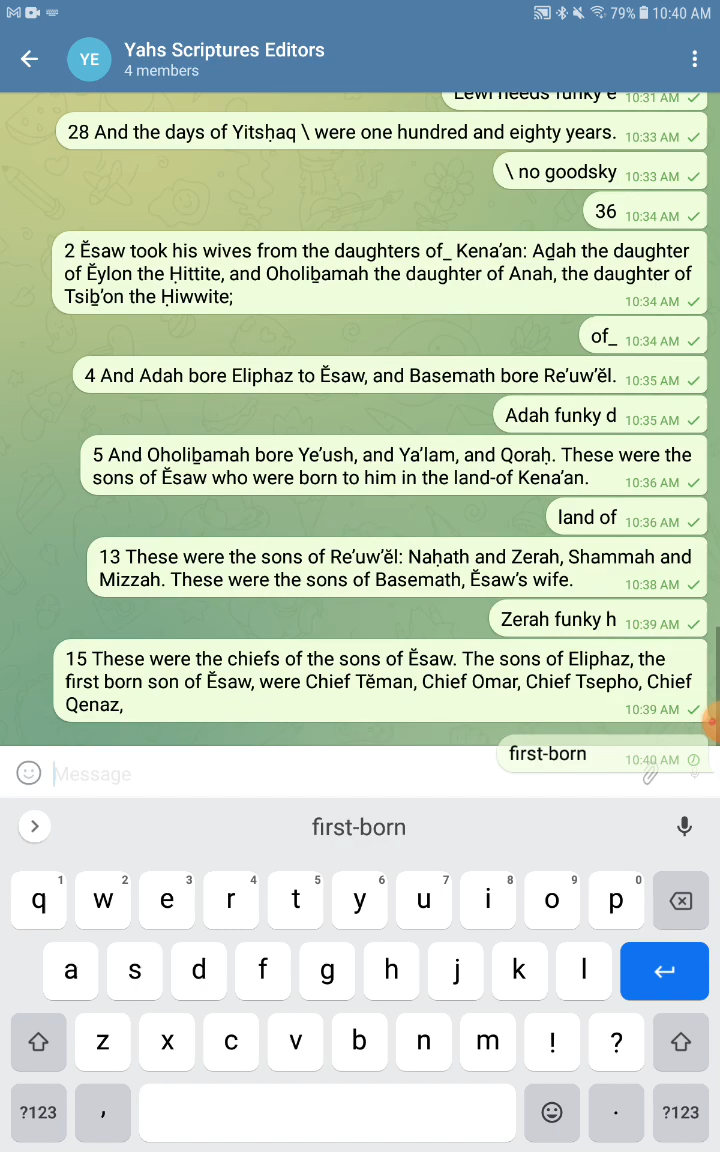 79% 10:40 AM
YE
Yahs Scriptures Editors
4 members
Lewi needs funky e 10:31 AM
28 And the days of Yitsḥaq \ were one hundred and eighty years. 10:33 AM
\ no goodsky 10:33 AM
36 10:34 AM
2 Ěsaw took his wives from the daughters of_ Kena’an: Aḏah the daughter
of Ěylon the Ḥittite, and Oholiḇamah the daughter of Anah, the daughter of
Tsiḇ’on the Ḥiwwite; 10:34 AM
of_ 10:34 AM
4 And Adah bore Eliphaz to Ěsaw, and Basemath bore Re’uw’ěl. 10:35 AM
Adah funky d 10:35 AM
5 And Oholiḇamah bore Ye’ush, and Ya’lam, and Qoraḥ. These were the
sons of Ěsaw who were born to him in the land-of Kena’an. 10:36 AM
land of 10:36 AM
13 These were the sons of Re’uw’ěl: Naḥath and Zerah, Shammah and
Mizzah. These were the sons of Basemath, Ěsaw’s wife. 10:38 AM
Zerah funky h 10:39 AM
15 These were the chiefs of the sons of Ěsaw. The sons of Eliphaz, the
first born son of Ěsaw, were Chief Těman, Chief Omar, Chief Tsepho, Chief
Qenaz, 10:39 AM
first-born 10:40 AM
Message
first-born
q 1 w 2 e 3 r 4 t 5 y 6 u 7 i 8 o 9 p 0
a s d f g h j k l
z x c v b n m ! ?
?123 , . ?123